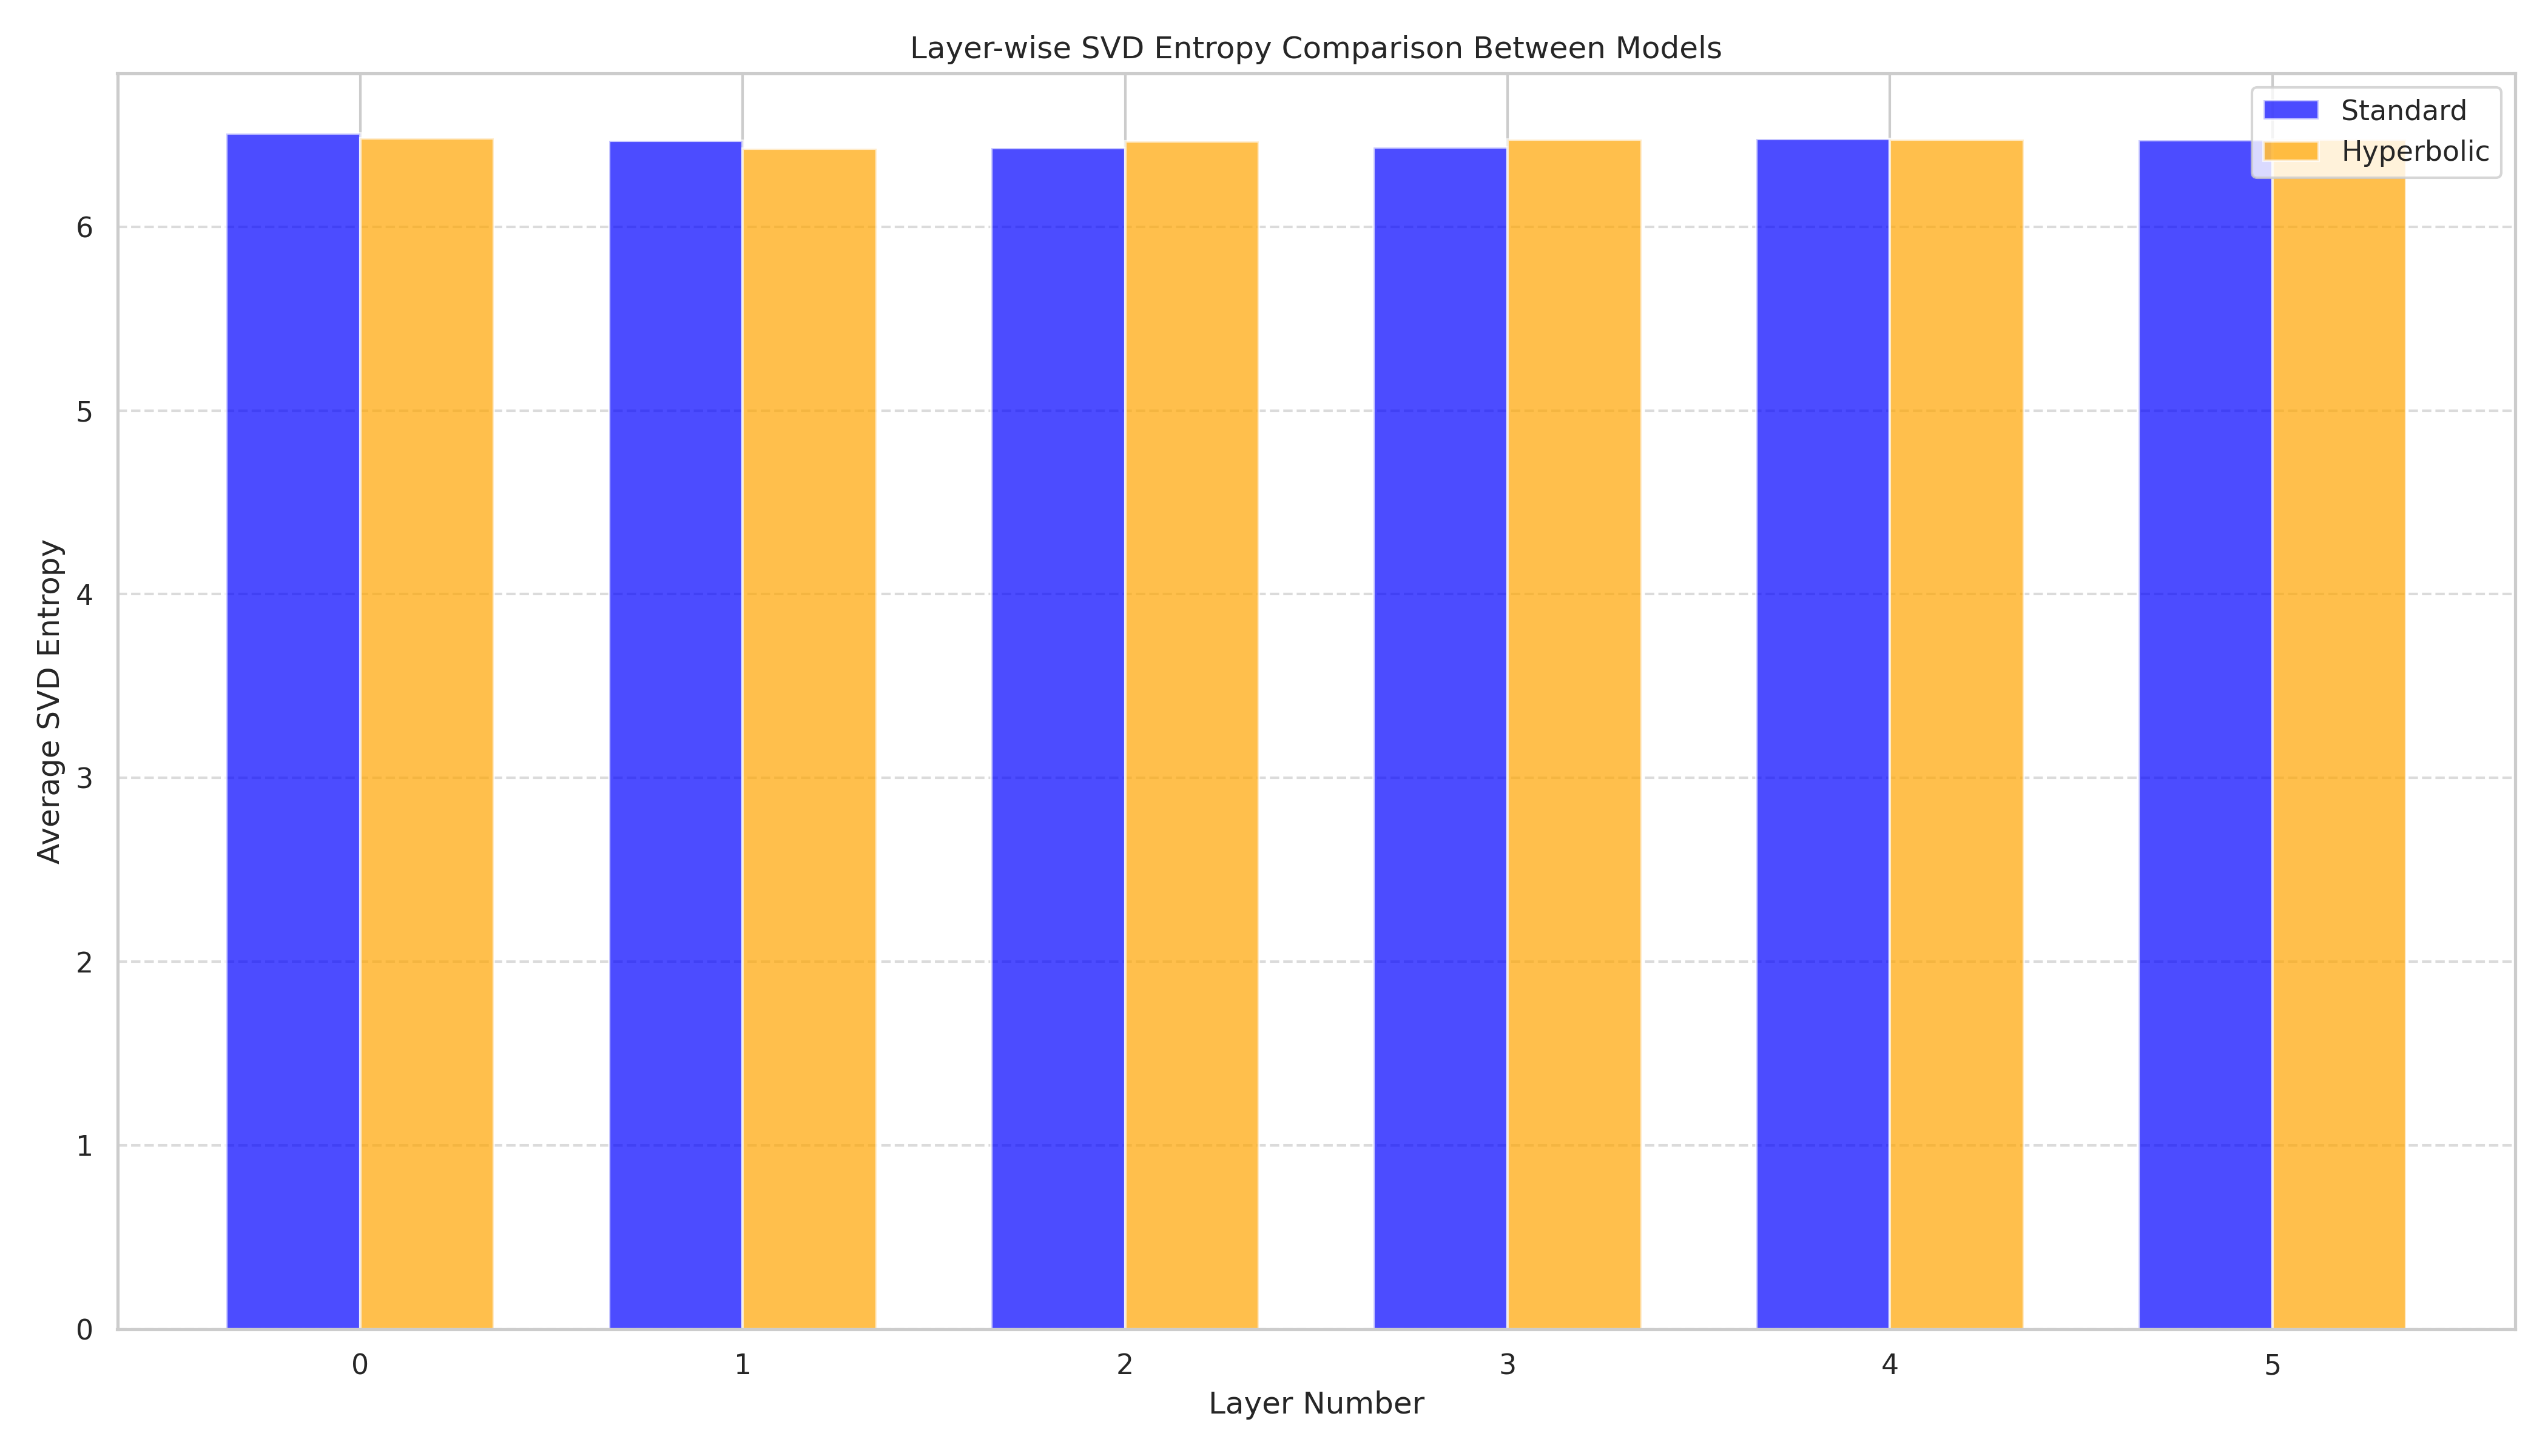 Layer-wise SVD Entropy Comparison Between Models
Standard
Hyperbolic
Average SVD Entropy
6
5
4
3
2
1
0
0 1 2 3 4 5
Layer Number